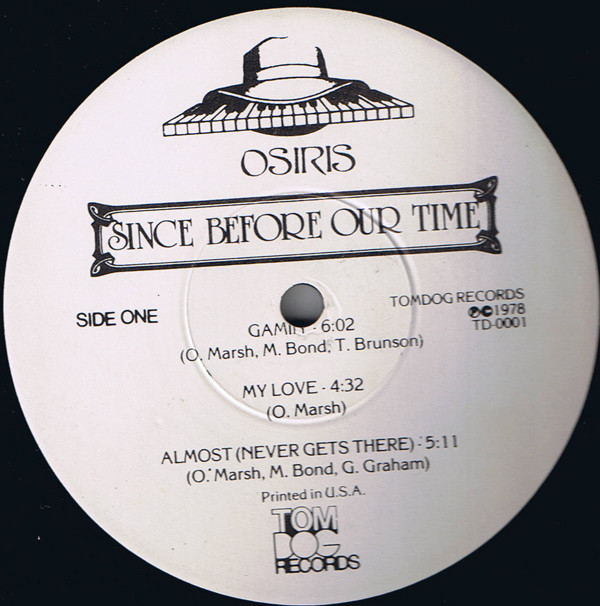 OSIRIS
SINCE BEFORE OUR TIME
SIDE ONE
TOMDOG RECORDS
℗©1978
TD-0001
- 6:02
(O. Marsh, M. Bond, T. Brunson)
MY LOVE - 4:32
(O. Marsh)
ALMOST (NEVER GETS THERE) - 5:11
(O. Marsh, M. Bond, G. Graham)
Printed in U.S.A.
TOM
DOG
RECORDS